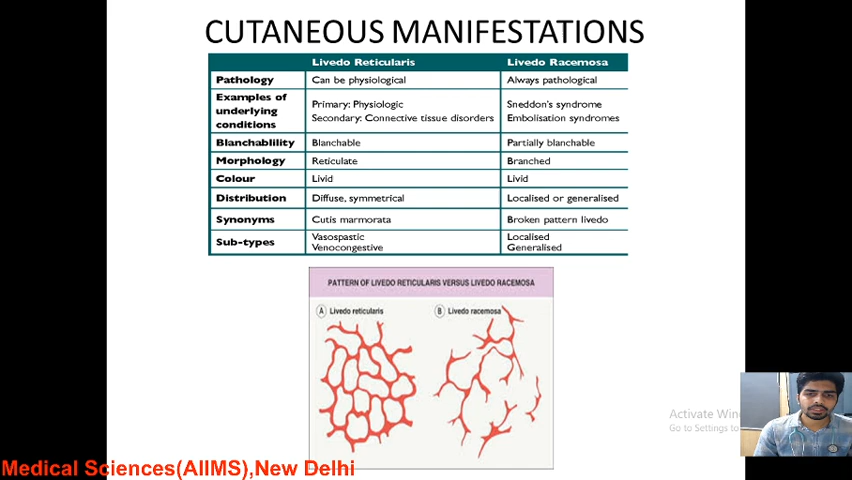 CUTANEOUS MANIFESTATIONS
Livedo Reticularis Livedo Racemosa
Pathology Can be physiological Always pathological
Examples of underlying conditions Primary: Physiologic Secondary: Connective tissue disorders Sneddon's syndrome Embolisation syndromes
Blanchablility Blanchable Partially blanchable
Morphology Reticulate Branched
Colour Livid Livid
Distribution Diffuse, symmetrical Localised or generalised
Synonyms Cutis marmorata Broken pattern livedo
Sub-types Vasospastic Venocongestive Localised Generalised
PATTERN OF LIVEDO RETICULARIS VERSUS LIVEDO RACEMOSA
A Livedo reticularis B Livedo racemosa
Activate Win
Go to Settings to
Medical Sciences(AIIMS),New Delhi